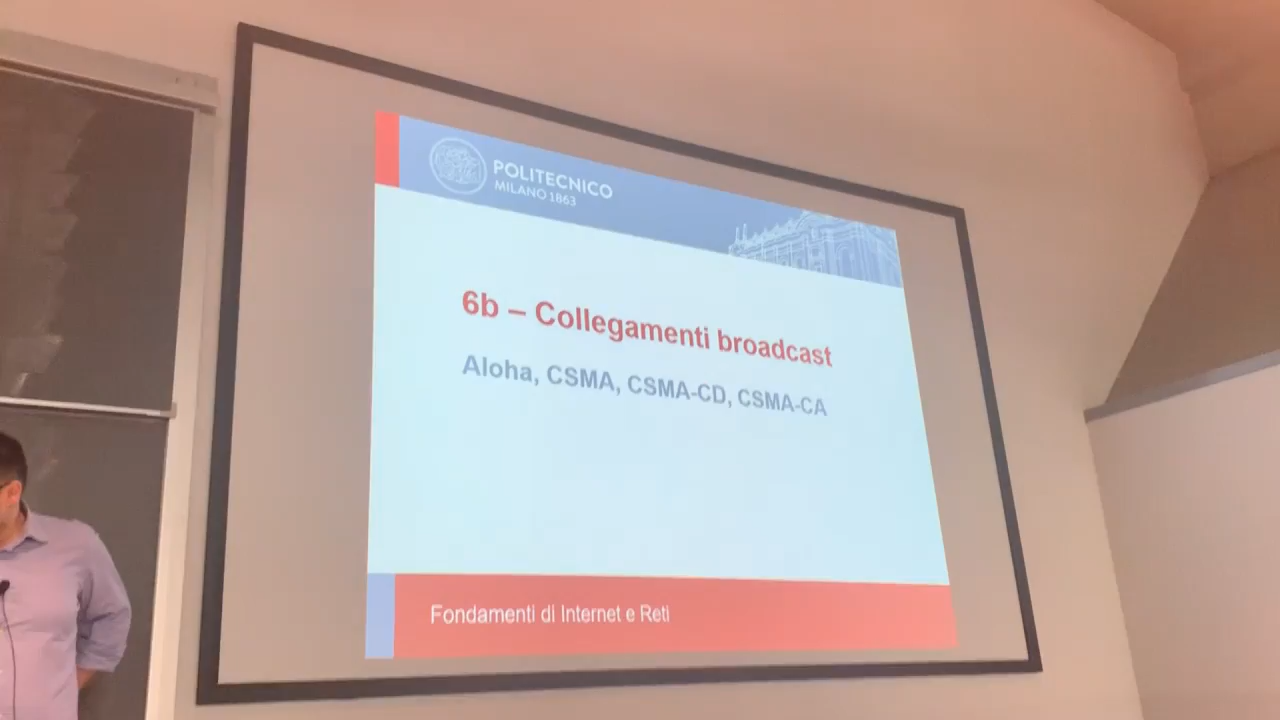 POLITECNICO
MILANO 1863
6b – Collegamenti broadcast
Aloha, CSMA, CSMA-CD, CSMA-CA
Fondamenti di Internet e Reti